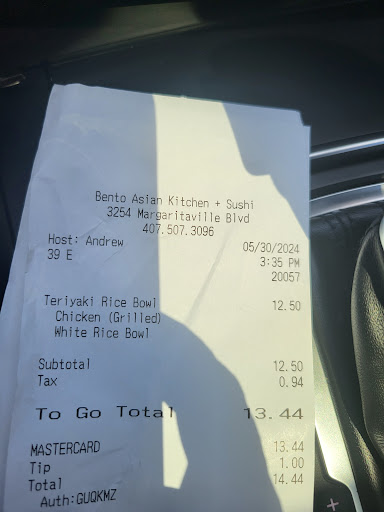 Bento Asian Kitchen + Sushi
3254 Margaritaville Blvd
407.507.3096
Host: Andrew 05/30/2024
39 E 3:35 PM
20057
Teriyaki Rice Bowl 12.50
Chicken (Grilled)
White Rice Bowl
Subtotal 12.50
Tax 0.94
To Go Total 13.44
MASTERCARD 13.44
Tip 1.00
Total 14.44
Auth:GUQKMZ